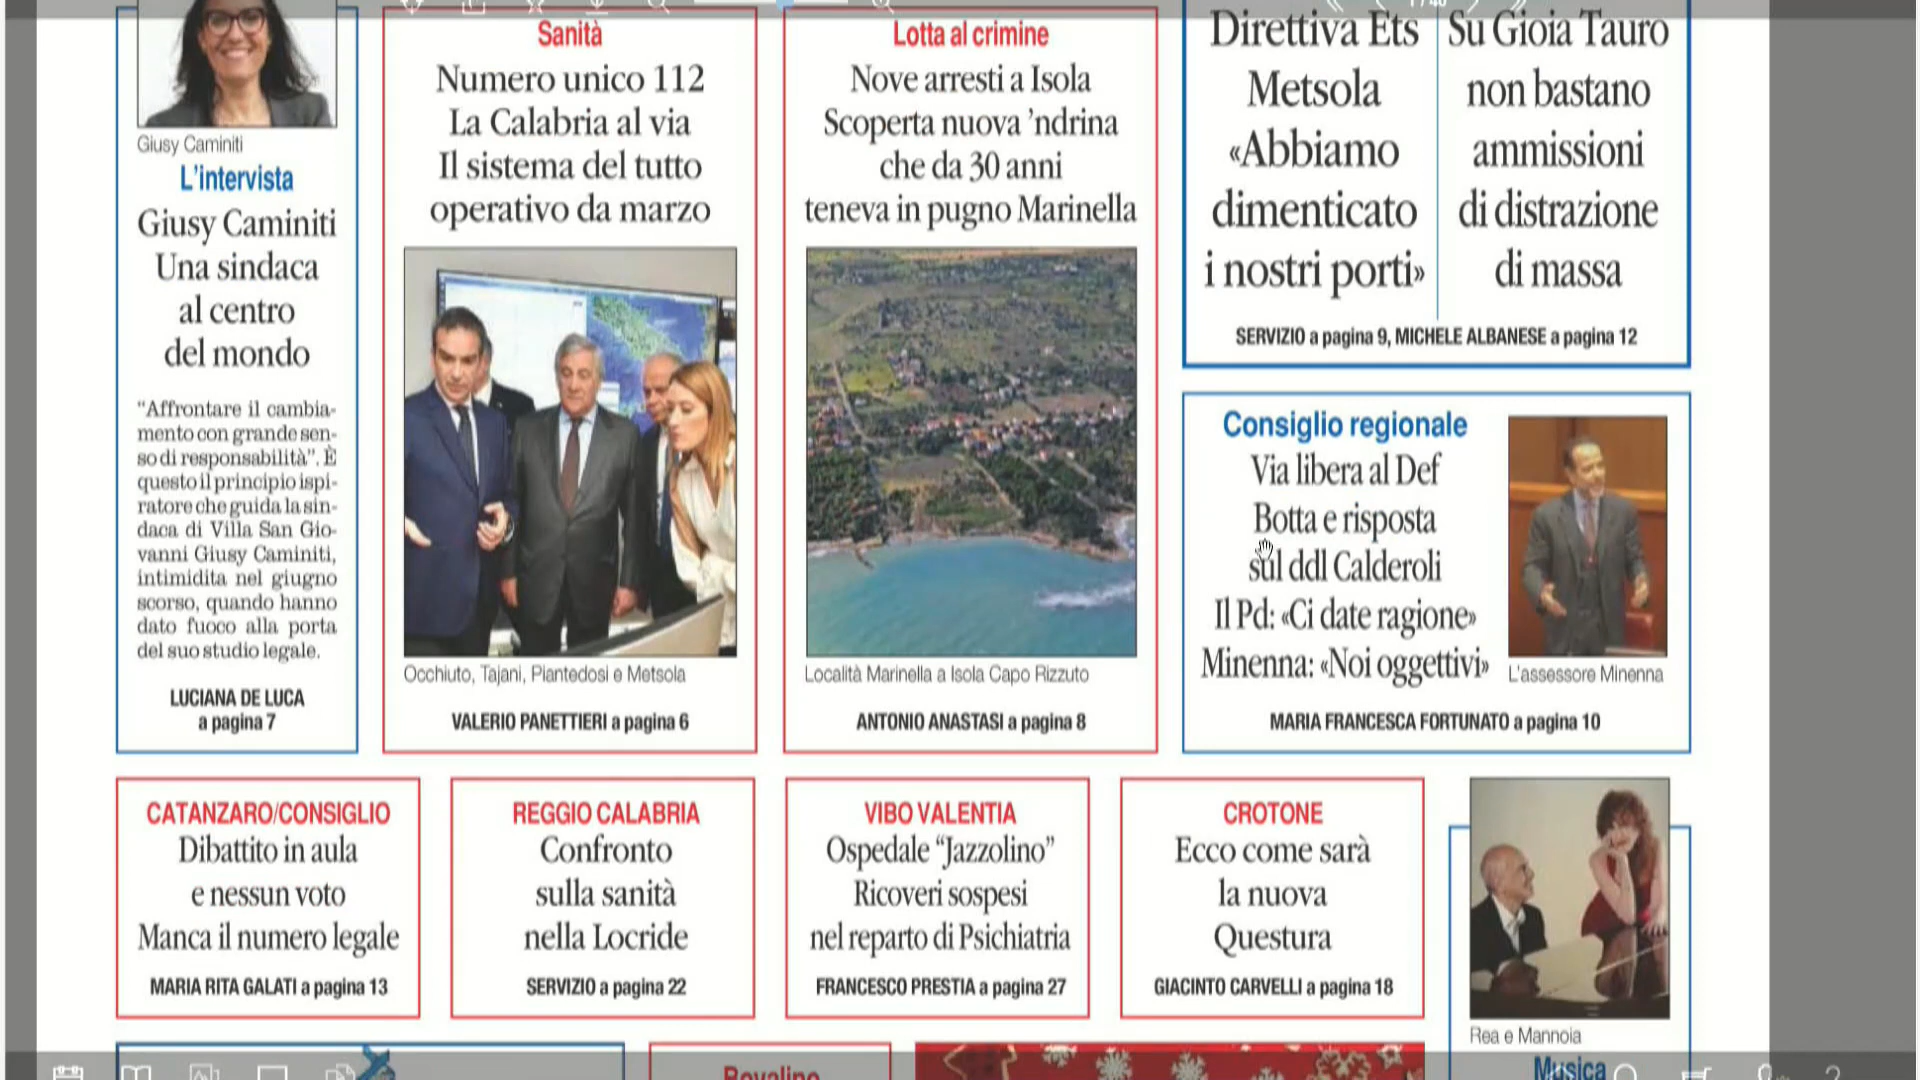 Giusy Caminiti
L'intervista
Giusy Caminiti
Una sindaca
al centro
del mondo
“Affrontare il cambia-
mento con grande sen-
so di responsabilità”. È
questo il principio ispi-
ratore che guida la sin-
daca di Villa San Gio-
vanni Giusy Caminiti,
intimidita nel giugno
scorso, quando hanno
dato fuoco alla porta
del suo studio legale.
LUCIANA DE LUCA
a pagina 7
Sanità
Numero unico 112
La Calabria al via
Il sistema del tutto
operativo da marzo
Occhiuto, Tajani, Piantedosi e Metsola
VALERIO PANETTIERI a pagina 6
Lotta al crimine
Nove arresti a Isola
Scoperta nuova ’ndrina
che da 30 anni
teneva in pugno Marinella
Località Marinella a Isola Capo Rizzuto
ANTONIO ANASTASI a pagina 8
Direttiva Ets
Metsola
«Abbiamo
dimenticato
i nostri porti»
Su Gioia Tauro
non bastano
ammissioni
di distrazione
di massa
SERVIZIO a pagina 9, MICHELE ALBANESE a pagina 12
Consiglio regionale
Via libera al Def
Botta e risposta
sul ddl Calderoli
Il Pd: «Ci date ragione»
Minenna: «Noi oggettivi»
L'assessore Minenna
MARIA FRANCESCA FORTUNATO a pagina 10
CATANZARO/CONSIGLIO
Dibattito in aula
e nessun voto
Manca il numero legale
MARIA RITA GALATI a pagina 13
REGGIO CALABRIA
Confronto
sulla sanità
nella Locride
SERVIZIO a pagina 22
VIBO VALENTIA
Ospedale “Jazzolino”
Ricoveri sospesi
nel reparto di Psichiatria
FRANCESCO PRESTIA a pagina 27
CROTONE
Ecco come sarà
la nuova
Questura
GIACINTO CARVELLI a pagina 18
Rea e Mannoia
Musica
Bovalino